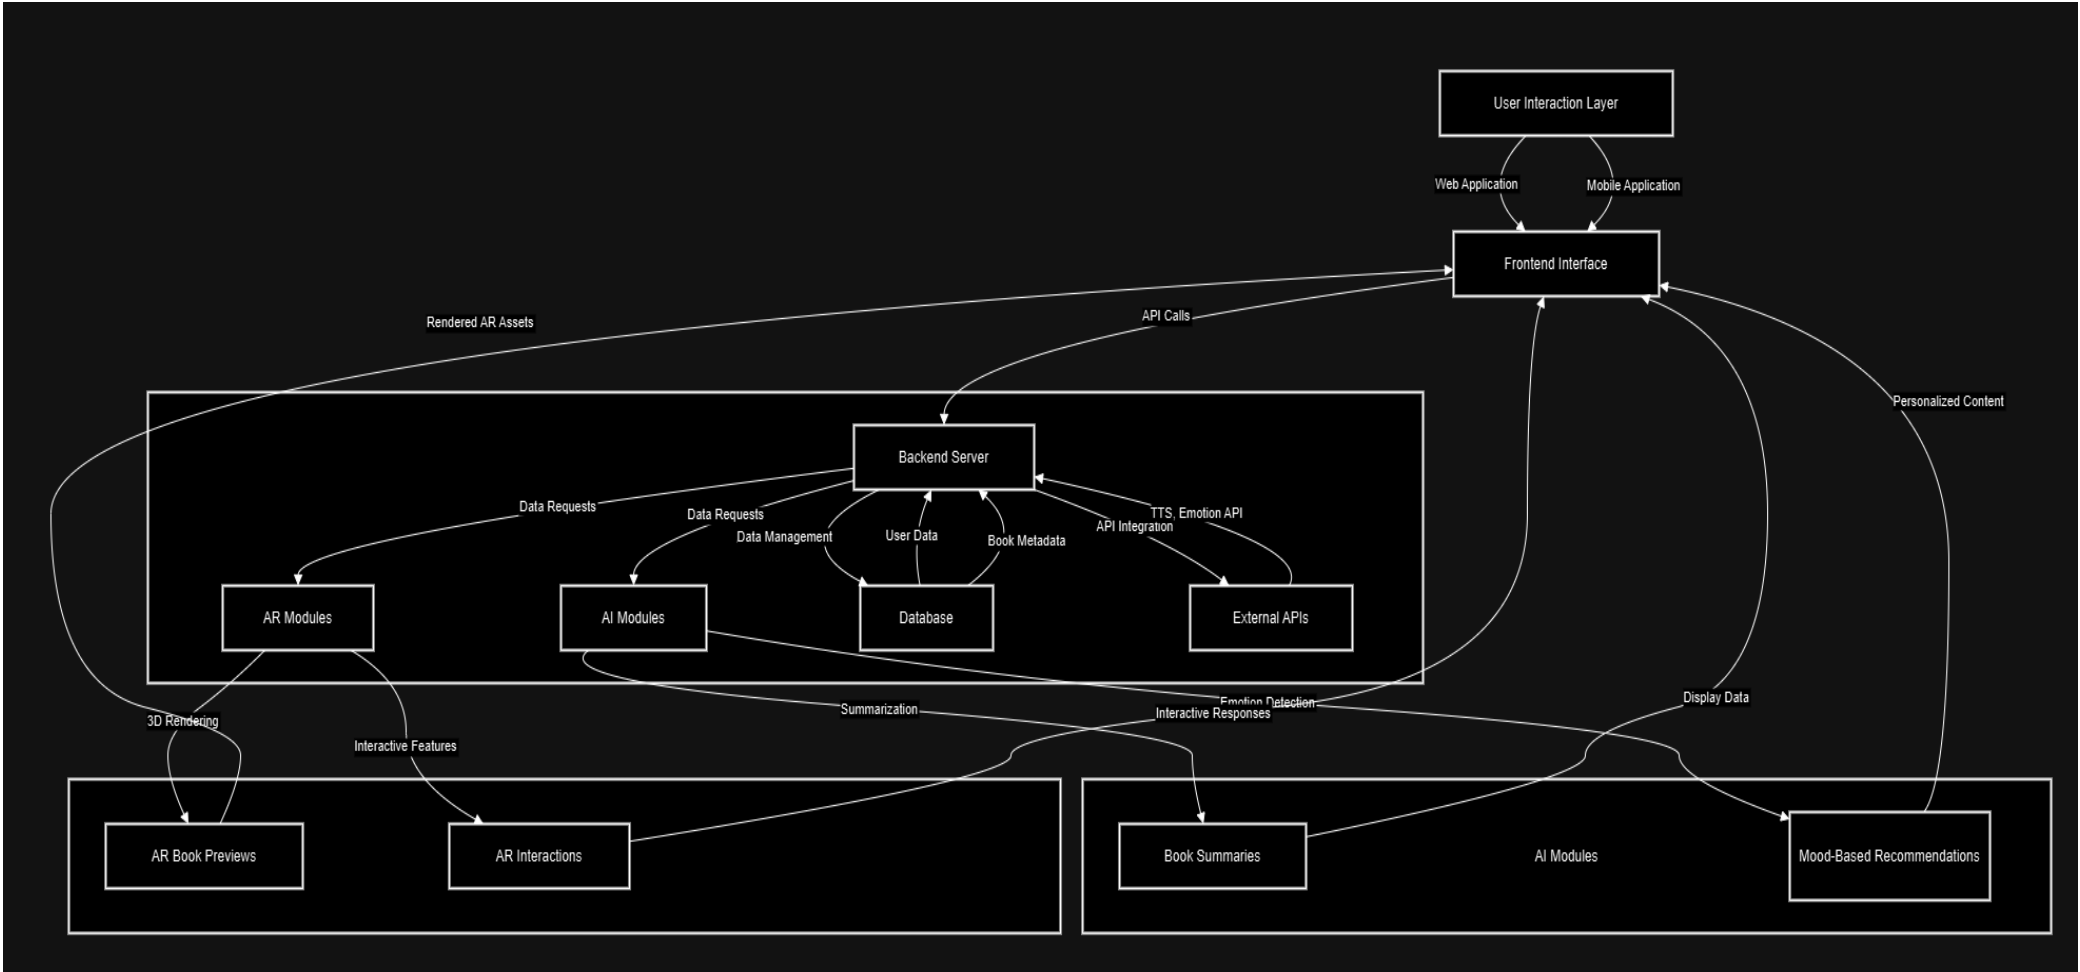 User Interaction Layer
Web Application
Mobile Application
Frontend Interface
Rendered AR Assets
API Calls
Personalized Content
Backend Server
Data Requests
Data Requests
Data Management
User Data
Book Metadata
TTS, Emotion API
API Integration
AR Modules
AI Modules
Database
External APIs
3D Rendering
Interactive Features
Summarization
Emotion Detection
Interactive Responses
Display Data
AR Book Previews
AR Interactions
Book Summaries
AI Modules
Mood-Based Recommendations